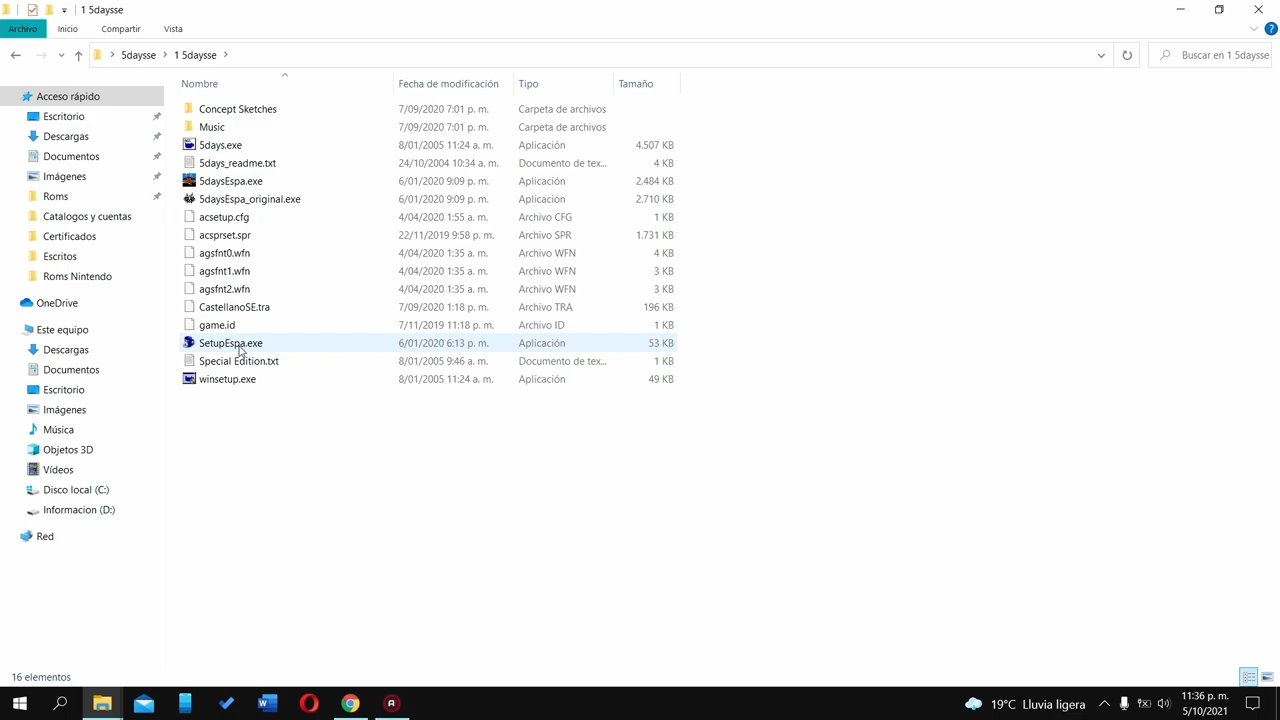 1 5daysse
Archivo Inicio Compartir Vista
5daysse 1 5daysse Buscar en 1 5daysse
Nombre Fecha de modificación Tipo Tamaño
Acceso rápido
Escritorio
Descargas
Documentos
Imágenes
Roms
Catalogos y cuentas
Certificados
Escritos
Roms Nintendo
OneDrive
Este equipo
Descargas
Documentos
Escritorio
Imágenes
Música
Objetos 3D
Vídeos
Disco local (C:)
Informacion (D:)
Red
Concept Sketches 7/09/2020 7:01 p. m. Carpeta de archivos
Music 7/09/2020 7:01 p. m. Carpeta de archivos
5days.exe 8/01/2005 11:24 a. m. Aplicación 4.507 KB
5days_readme.txt 24/10/2004 10:34 a. m. Documento de tex... 4 KB
5daysEspa.exe 6/01/2020 9:09 p. m. Aplicación 2.484 KB
5daysEspa_original.exe 6/01/2020 9:09 p. m. Aplicación 2.710 KB
acsetup.cfg 4/04/2020 1:55 a. m. Archivo CFG 1 KB
acsprset.spr 22/11/2019 9:58 p. m. Archivo SPR 1.731 KB
agsfnt0.wfn 4/04/2020 1:35 a. m. Archivo WFN 4 KB
agsfnt1.wfn 4/04/2020 1:35 a. m. Archivo WFN 3 KB
agsfnt2.wfn 4/04/2020 1:35 a. m. Archivo WFN 3 KB
CastellanoSE.tra 7/09/2020 1:18 p. m. Archivo TRA 196 KB
game.id 7/11/2019 11:18 p. m. Archivo ID 1 KB
SetupEspa.exe 6/01/2020 6:13 p. m. Aplicación 53 KB
Special Edition.txt 8/01/2005 9:46 a. m. Documento de tex... 1 KB
winsetup.exe 8/01/2005 11:24 a. m. Aplicación 49 KB
16 elementos
19°C Lluvia ligera
11:36 p. m.
5/10/2021